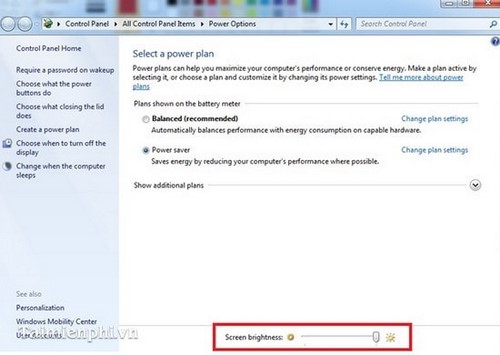 Control Panel ▸ All Control Panel Items ▸ Power Options
Search Control Panel
Control Panel Home
Require a password on wakeup
Choose what the power
buttons do
Choose what closing the lid
does
Create a power plan
Choose when to turn off the
display
Change when the computer
sleeps
Select a power plan
Power plans can help you maximize your computer's performance or conserve energy. Make a plan active by
selecting it, or choose a plan and customize it by changing its power settings. Tell me more about power
plans
Plans shown on the battery meter
Balanced (recommended)
Change plan settings
Automatically balances performance with energy consumption on capable hardware.
Power saver
Change plan settings
Saves energy by reducing your computer's performance where possible.
Show additional plans
See also
Personalization
Windows Mobility Center
User Accounts
Taimienphi.vn
Screen brightness: